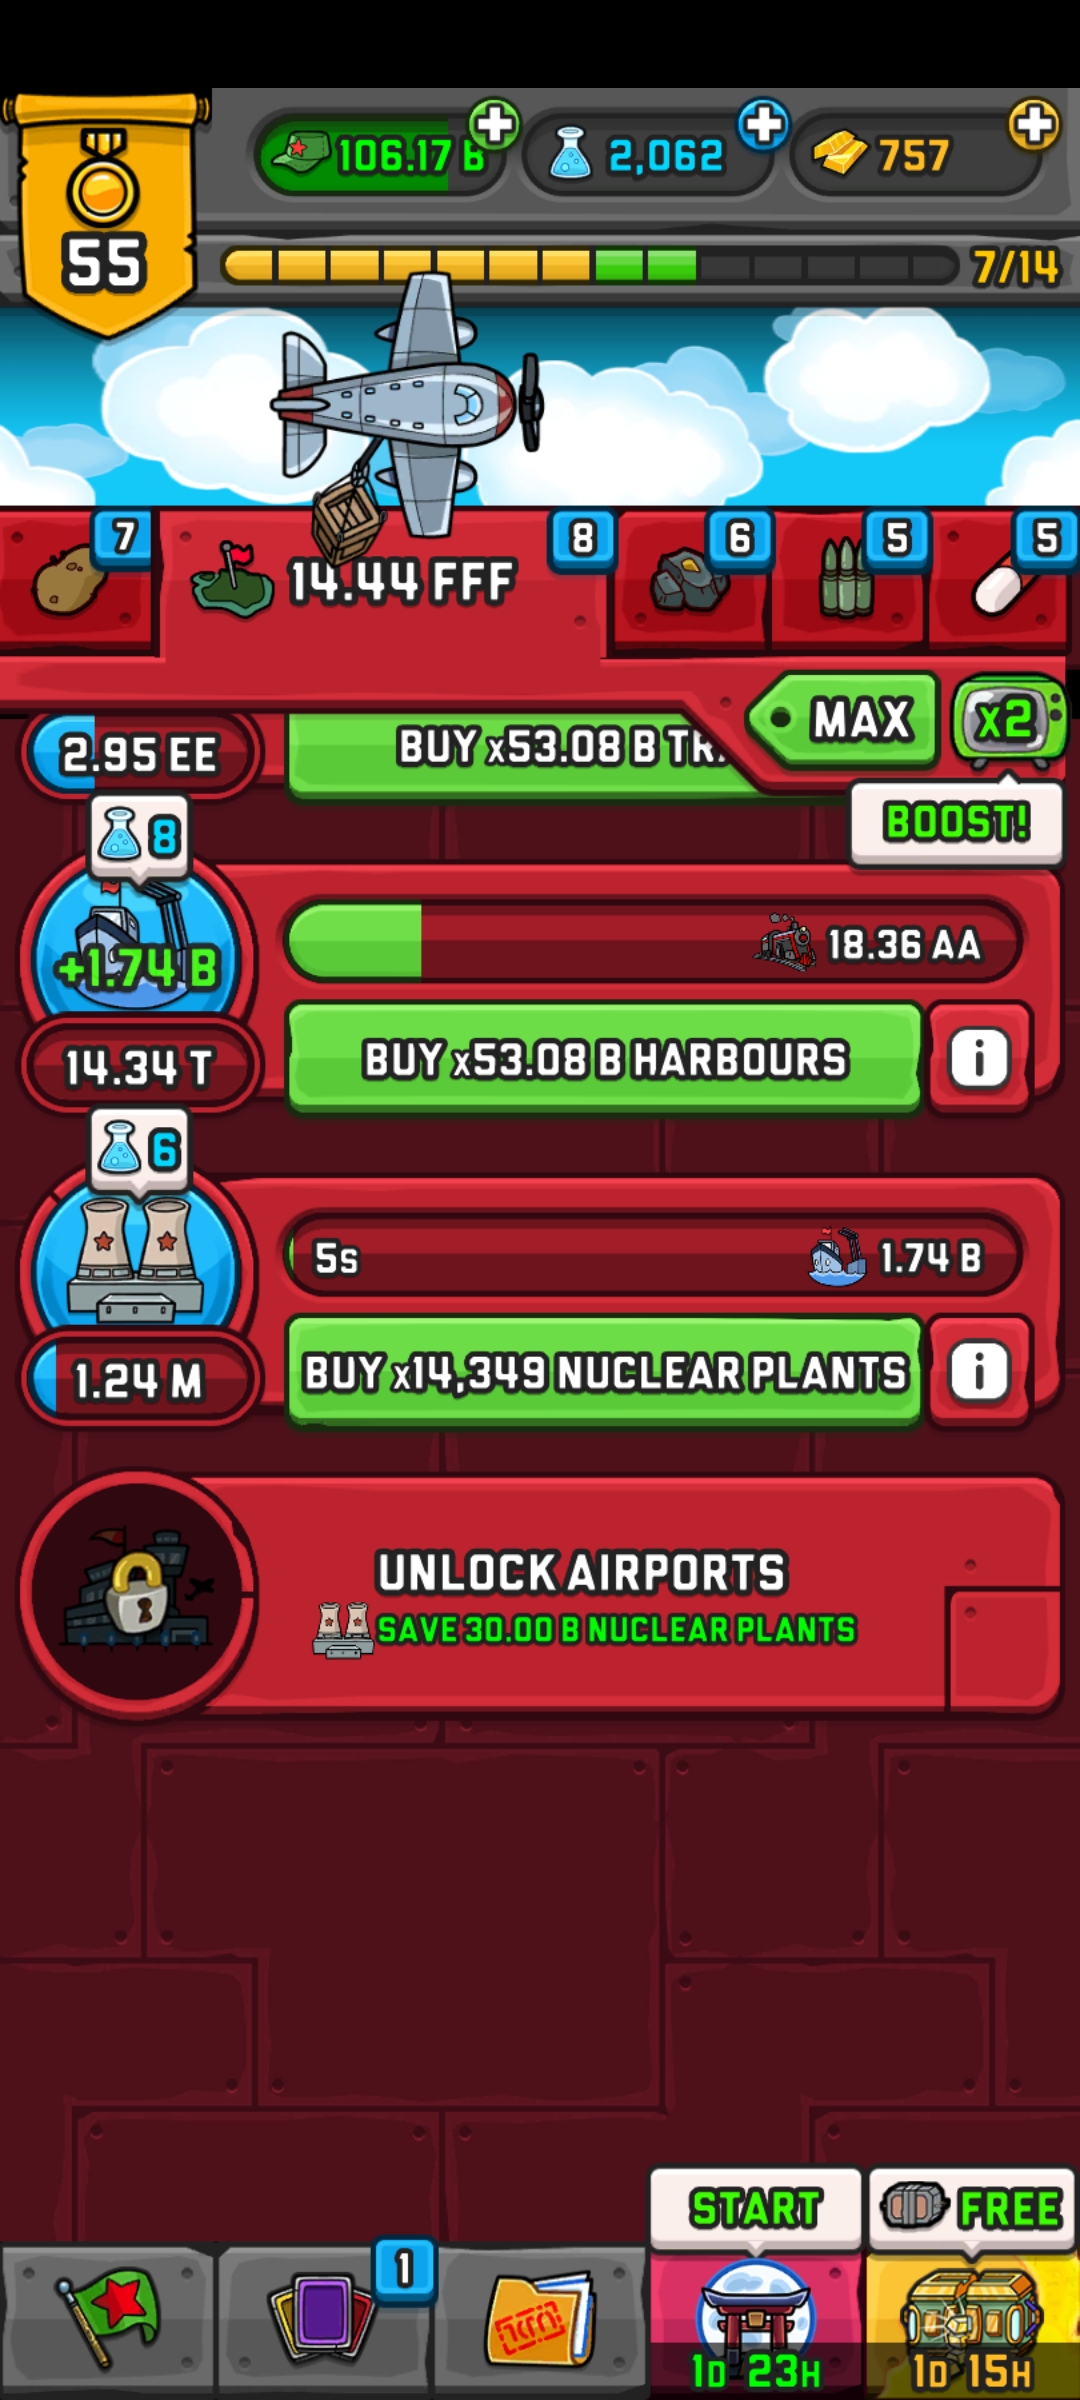 55
106.17 B
2,062
757
7/14
7
14.44 FFF
8
6
5
5
MAX
x2
BOOST!
2.95 EE
BUY x53.08 B
8
+1.74 B
18.36 AA
14.34 T
BUY x53.08 B HARBOURS
i
6
5s
1.74 B
1.24 M
BUY x14,349 NUCLEAR PLANTS
i
UNLOCK AIRPORTS
SAVE 30.00 B NUCLEAR PLANTS
START
FREE
1
1D 23H
1D 15H